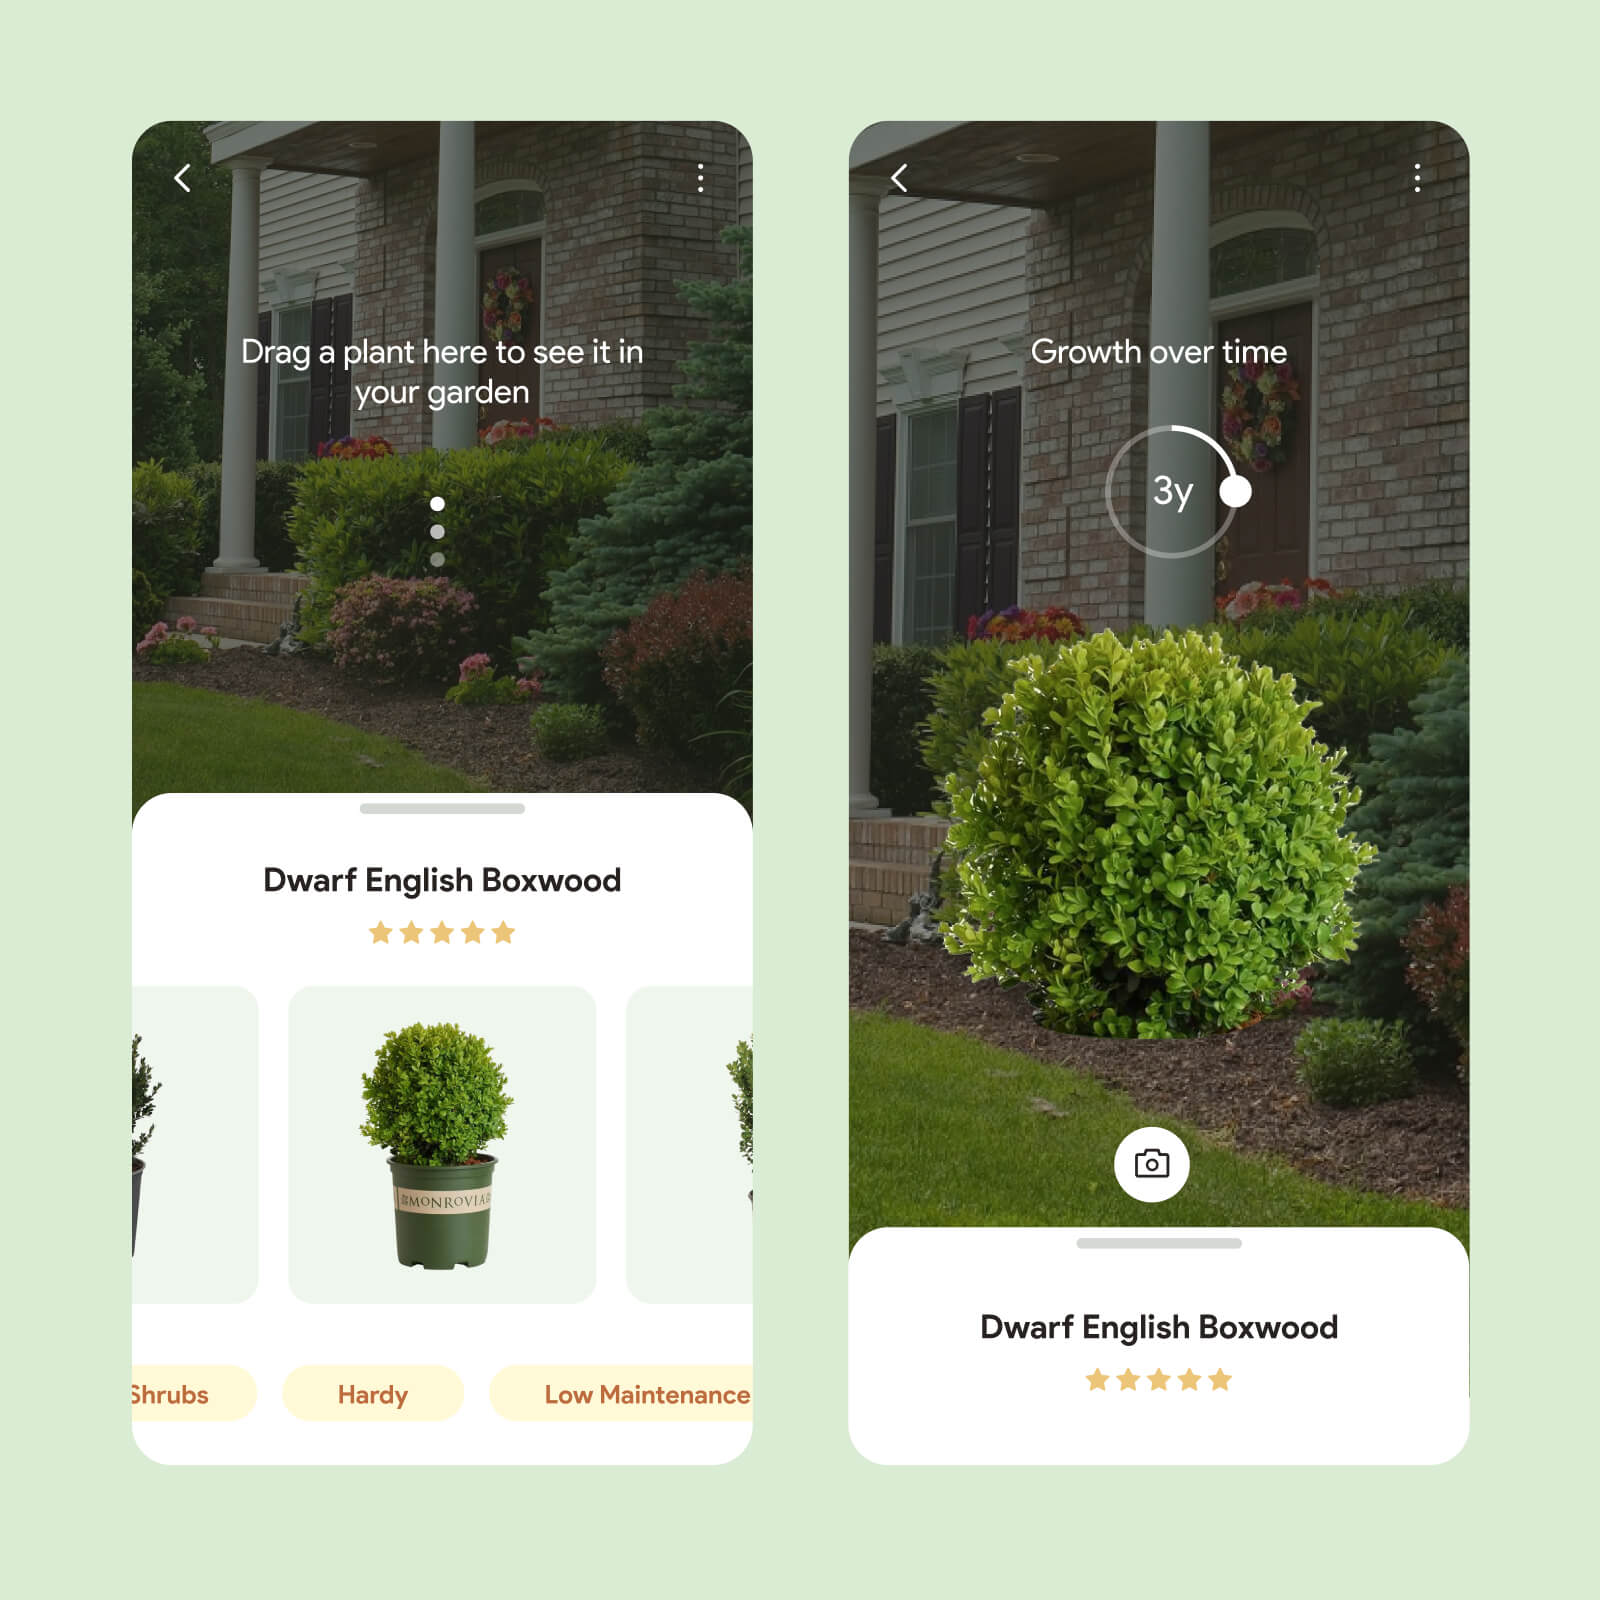 Drag a plant here to see it in
your garden
Dwarf English Boxwood
MONROVIA
Shrubs
Hardy
Low Maintenance
Growth over time
3y
Dwarf English Boxwood